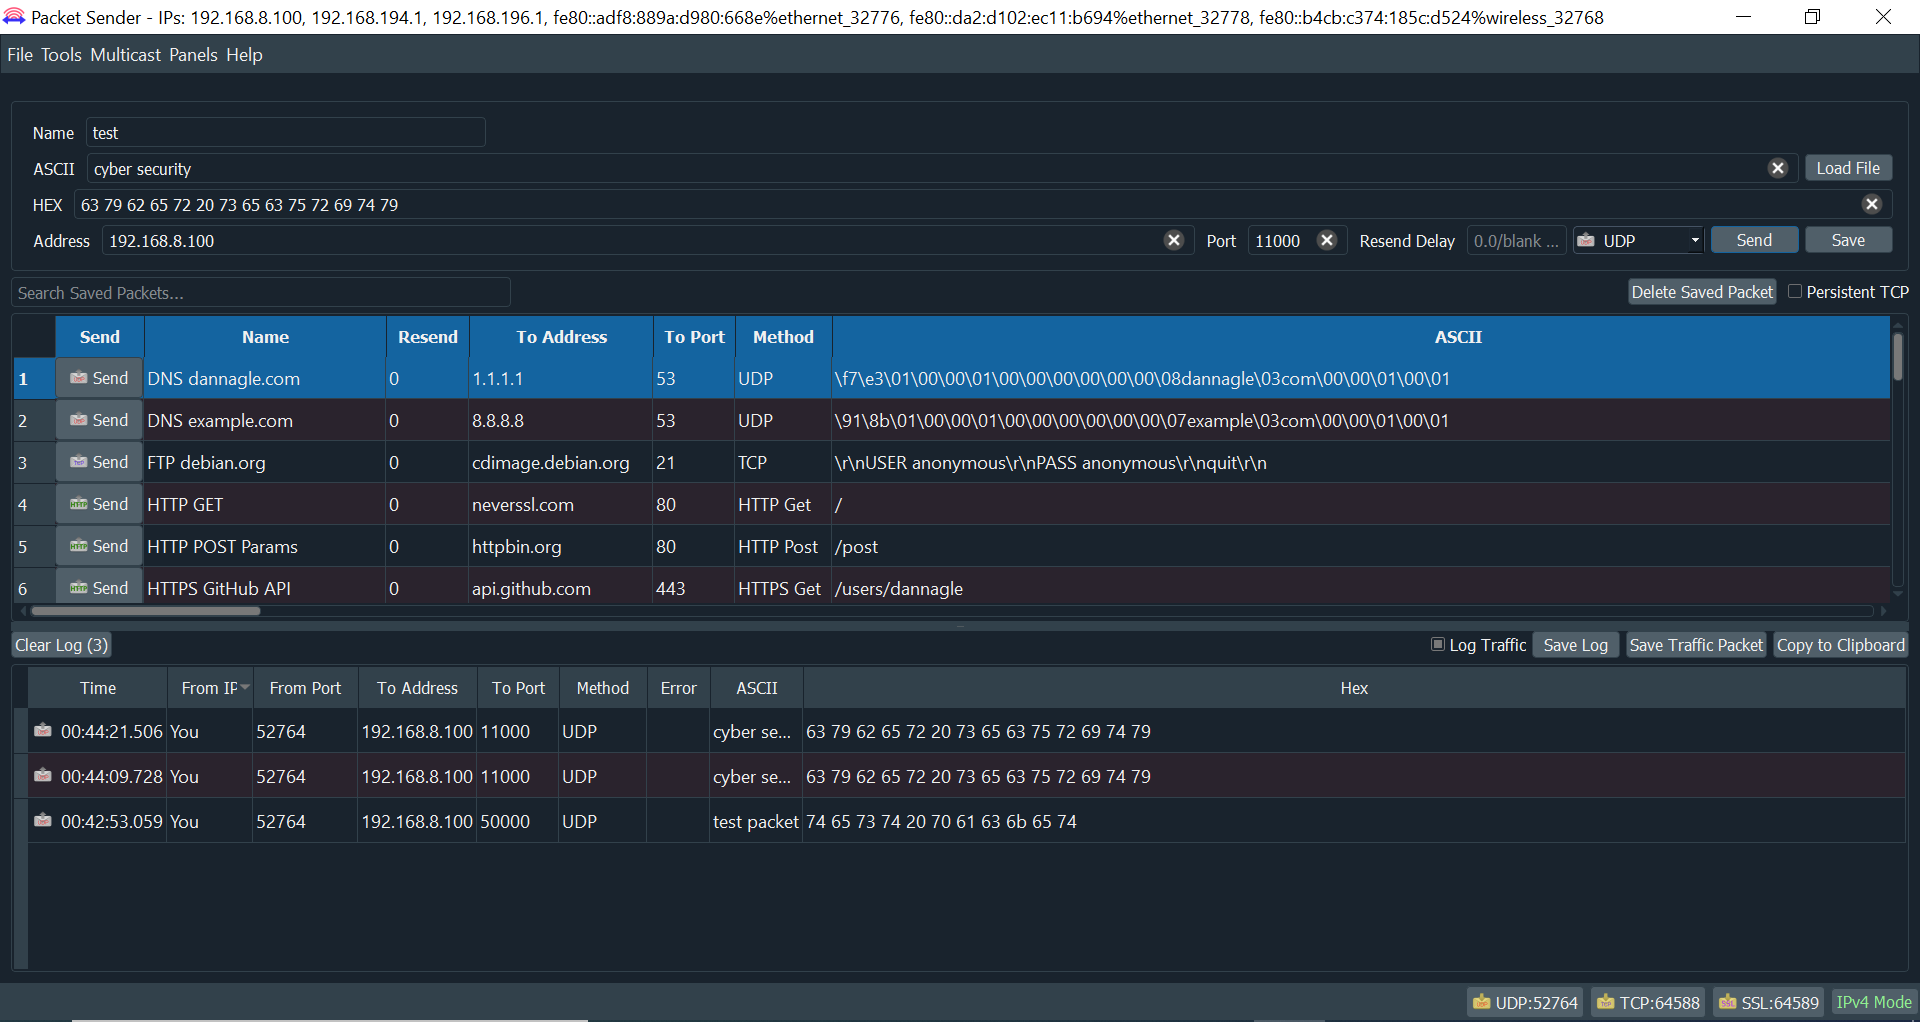 Packet Sender - IPs: 192.168.8.100, 192.168.194.1, 192.168.196.1, fe80::adf8:889a:d980:668e%ethernet_32776, fe80::da2:d102:ec11:b694%ethernet_32778, fe80::b4cb:c374:185c:d524%wireless_32768
File Tools Multicast Panels Help
Name test
ASCII cyber security Load File
HEX 63 79 62 65 72 20 73 65 63 75 72 69 74 79
Address 192.168.8.100 Port 11000 Resend Delay 0.0/blank ... UDP Send Save
Search Saved Packets... Delete Saved Packet Persistent TCP
Send Name Resend To Address To Port Method ASCII
1 Send DNS dannagle.com 0 1.1.1.1 53 UDP \f7\e3\01\00\00\01\00\00\00\00\00\00\08dannagle\03com\00\00\01\00\01
2 Send DNS example.com 0 8.8.8.8 53 UDP \91\8b\01\00\00\01\00\00\00\00\00\00\07example\03com\00\00\01\00\01
3 Send FTP debian.org 0 cdimage.debian.org 21 TCP \r\nUSER anonymous\r\nPASS anonymous\r\nquit\r\n
4 Send HTTP GET 0 neverssl.com 80 HTTP Get /
5 Send HTTP POST Params 0 httpbin.org 80 HTTP Post /post
6 Send HTTPS GitHub API 0 api.github.com 443 HTTPS Get /users/dannagle
Clear Log (3) Log Traffic Save Log Save Traffic Packet Copy to Clipboard
Time From IP From Port To Address To Port Method Error ASCII Hex
00:44:21.506 You 52764 192.168.8.100 11000 UDP cyber se... 63 79 62 65 72 20 73 65 63 75 72 69 74 79
00:44:09.728 You 52764 192.168.8.100 11000 UDP cyber se... 63 79 62 65 72 20 73 65 63 75 72 69 74 79
00:42:53.059 You 52764 192.168.8.100 50000 UDP test packet 74 65 73 74 20 70 61 63 6b 65 74
UDP:52764 TCP:64588 SSL:64589 IPv4 Mode